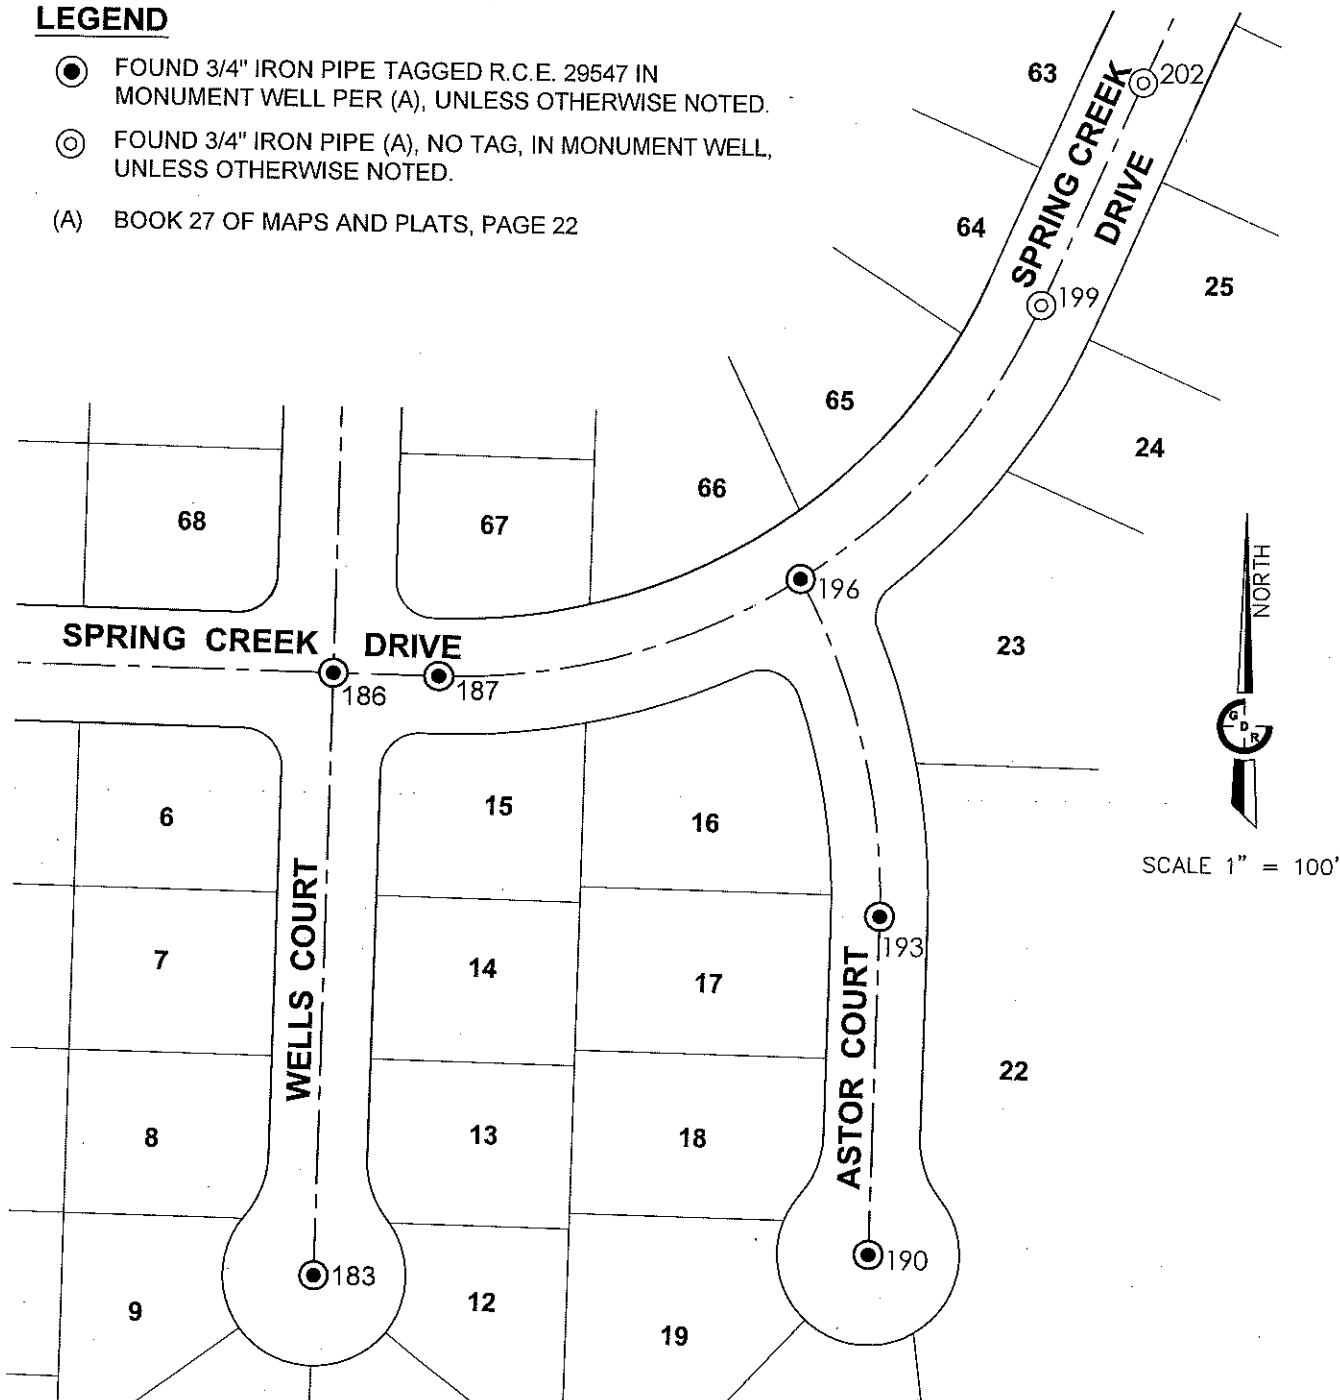 LEGEND
FOUND 3/4" IRON PIPE TAGGED R.C.E. 29547 IN
MONUMENT WELL PER (A), UNLESS OTHERWISE NOTED.
FOUND 3/4" IRON PIPE (A), NO TAG, IN MONUMENT WELL,
UNLESS OTHERWISE NOTED.
(A) BOOK 27 OF MAPS AND PLATS, PAGE 22
63
202
SPRING CREEK
DRIVE
64
25
199
65
24
66
68
67
NORTH
196
23
SPRING CREEK DRIVE
186
187
G
D
R
SCALE 1" = 100'
6
15
16
WELLS COURT
193
7
14
17
ASTOR COURT
22
8
13
18
190
183
9
12
19